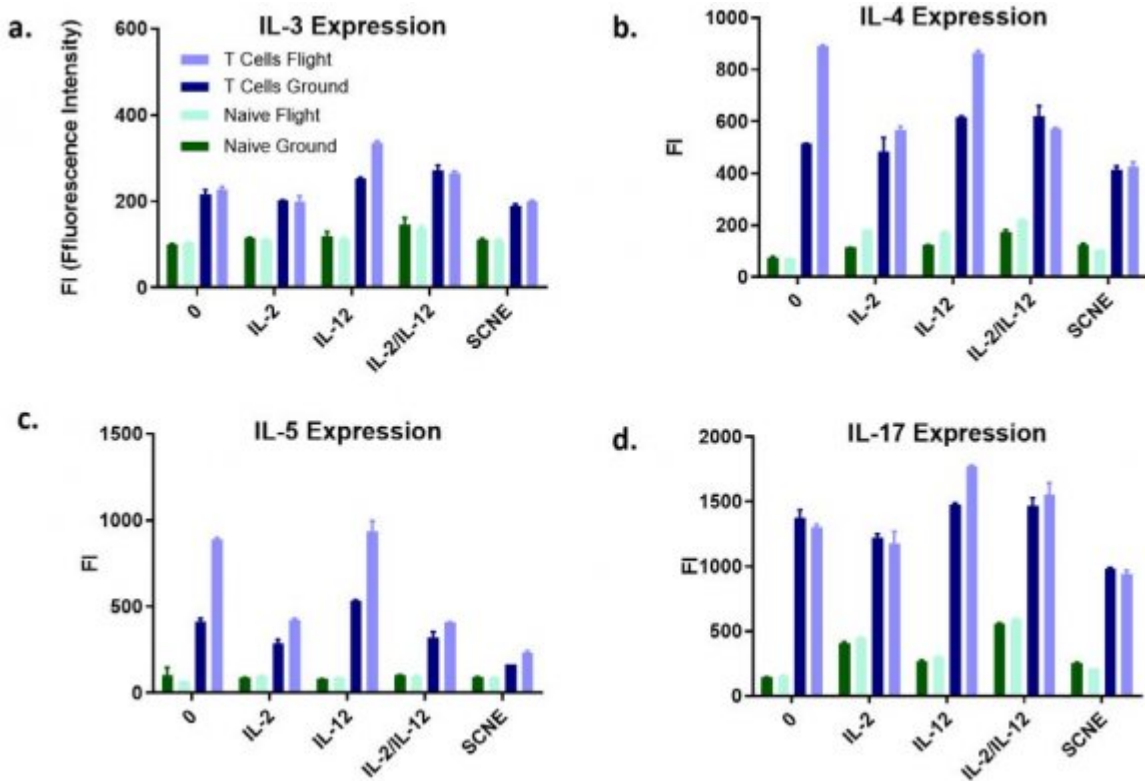 a.
IL-3 Expression
600
400
200
0
FI (Ffluorescence Intensity)
T Cells Flight
T Cells Ground
Naive Flight
Naive Ground
0
IL-2
IL-12
IL-2/IL-12
SCNE
b.
IL-4 Expression
1000
800
600
400
200
0
FI
0
IL-2
IL-12
IL-2/IL-12
SCNE
c.
IL-5 Expression
1500
1000
500
0
FI
0
IL-2
IL-12
IL-2/IL-12
SCNE
d.
IL-17 Expression
2000
1500
1000
500
0
FI
0
IL-2
IL-12
IL-2/IL-12
SCNE